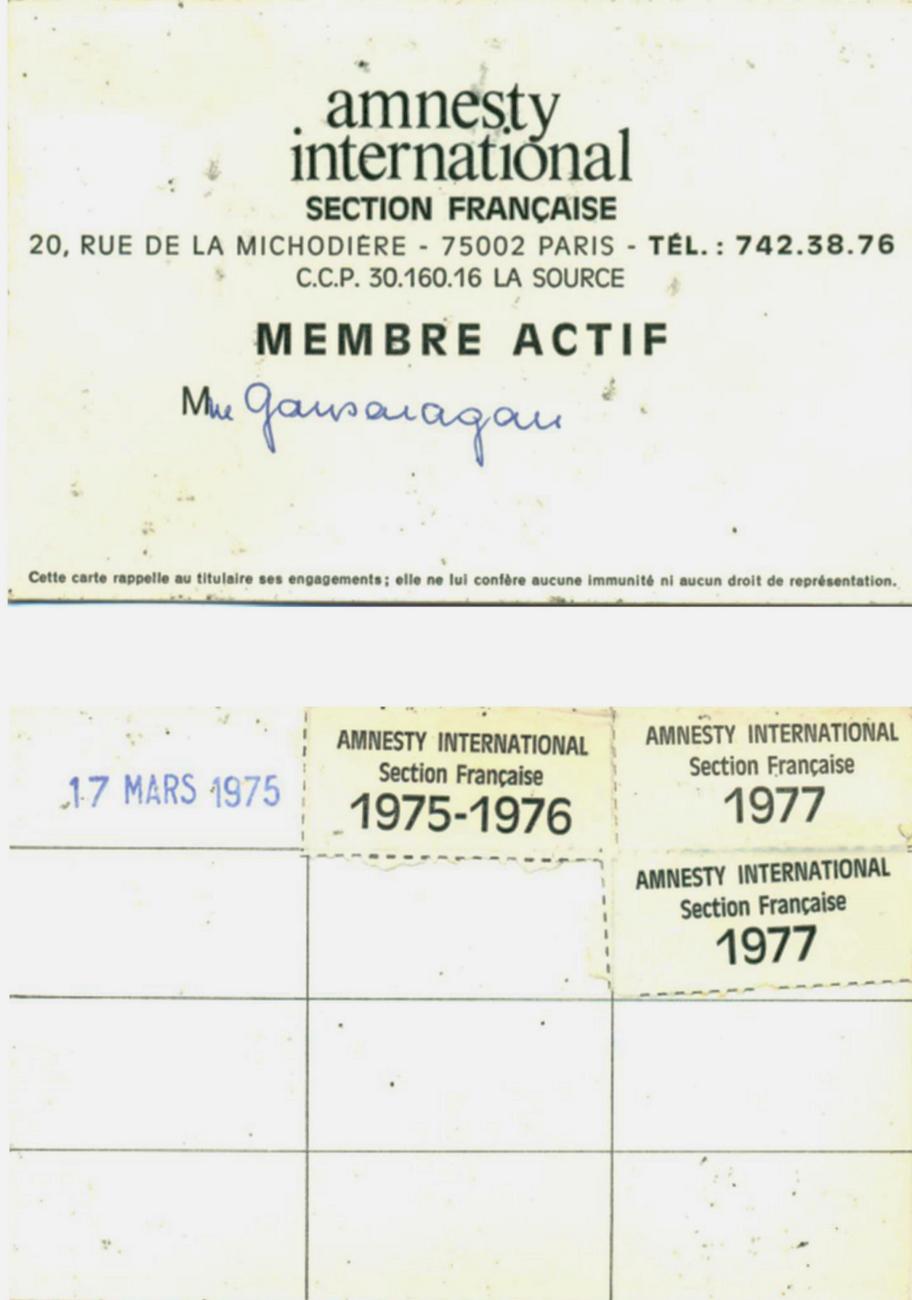 amnesty
international
SECTION FRANÇAISE
20, RUE DE LA MICHODIÈRE - 75002 PARIS - TÉL. : 742.38.76
C.C.P. 30.160.16 LA SOURCE
MEMBRE ACTIF
Mme
Cette carte rappelle au titulaire ses engagements ; elle ne lui confère aucune immunité ni aucun droit de représentation.
17 MARS 1975
AMNESTY INTERNATIONAL
Section Française
1975-1976
AMNESTY INTERNATIONAL
Section Française
1977
AMNESTY INTERNATIONAL
Section Française
1977